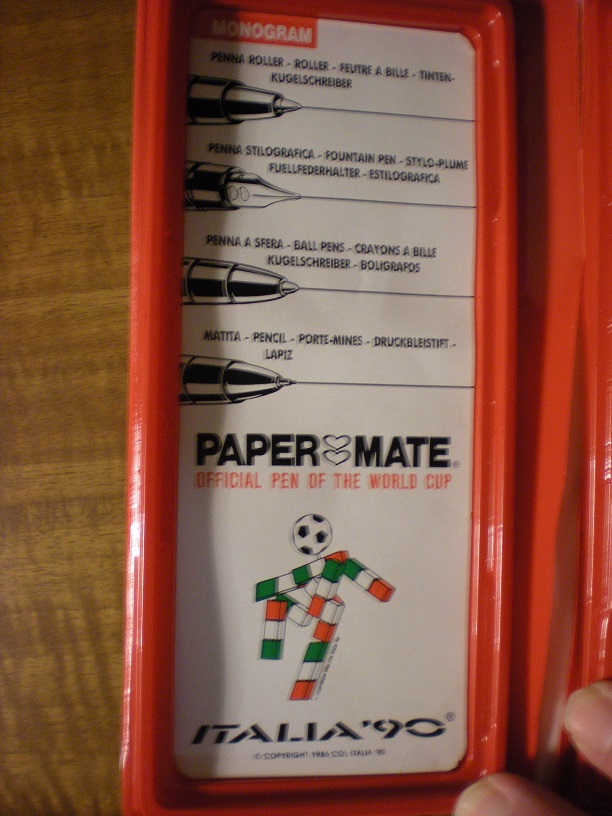 MONOGRAM
PENNA ROLLER - ROLLER - FEUTRE A BILLE - TINTEN-
KUGELSCHREIBER
PENNA STILOGRAFICA - FOUNTAIN PEN - STYLO-PLUME
FUELLFEDERHALTER - ESTILOGRAFICA
PENNA A SFERA - BALL PENS - CRAYONS A BILLE
KUGELSCHREIBER - BOLIGRAFOS
MATITA - PENCIL - PORTE-MINES - DRUCKBLEISTIFT -
LAPIZ
PAPER MATE®
OFFICIAL PEN OF THE WORLD CUP
ITALIA'90®
© COPYRIGHT 1986 COL ITALIA '90